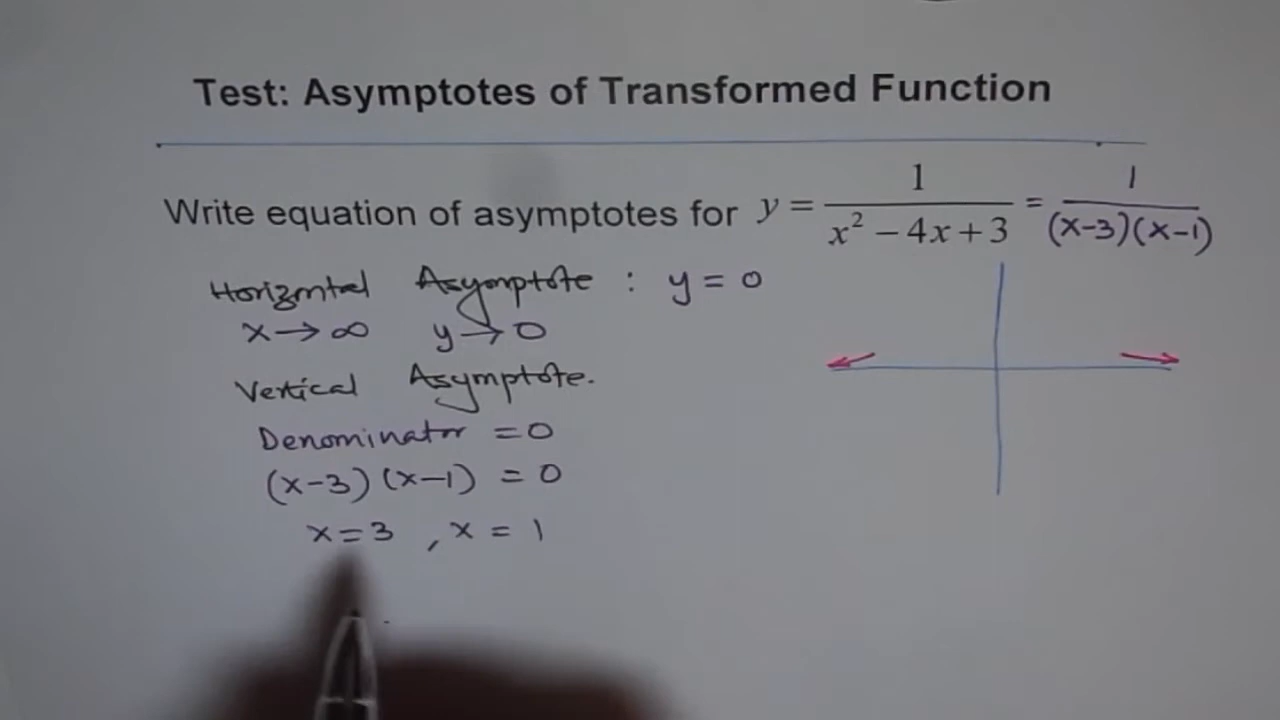 Test: Asymptotes of Transformed Function
Write equation of asymptotes for y = 1/(x² − 4x + 3) = 1/((x-3)(x-1))
Horizontal Asymptote : y = 0
x → ∞ y → 0
Vertical Asymptote.
Denominator = 0
(x-3) (x-1) = 0
x = 3 , x = 1